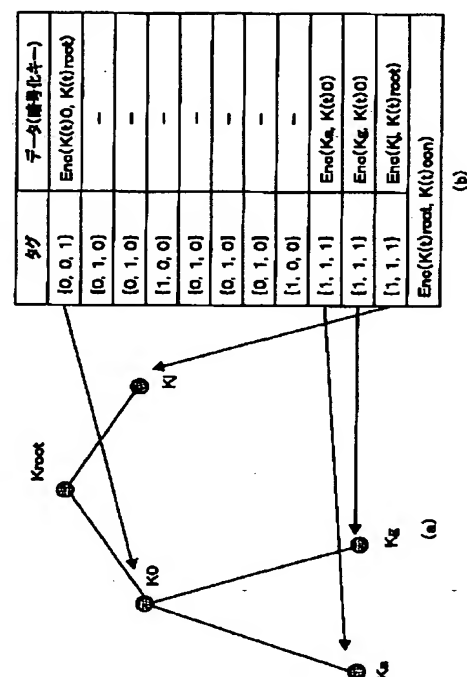 Kroot
K0
Kj
Ka
Kg
(a)
タグ データ(暗号化キー)
{0, 0, 1} Enc(K(t)0, K(t)root)
{0, 1, 0} －
{0, 1, 0} －
{1, 0, 0} －
{0, 1, 0} －
{0, 1, 0} －
{0, 1, 0} －
{1, 0, 0} －
{1, 1, 1} Enc(Ka, K(t)0)
{1, 1, 1} Enc(Kg, K(t)0)
{1, 1, 1} Enc(Kj, K(t)root)
Enc(K(t)root, K(t)con)
(b)